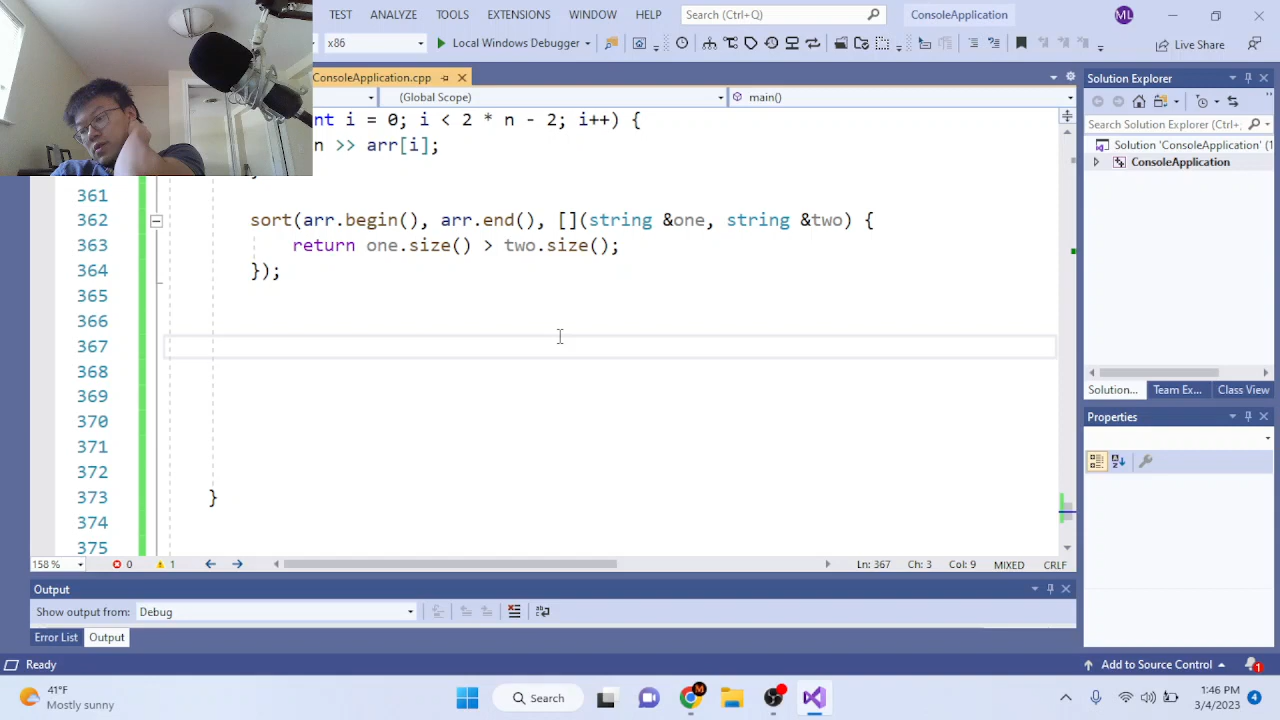 TEST ANALYZE TOOLS EXTENSIONS WINDOW HELP Search (Ctrl+Q) ConsoleApplication ML
x86 Local Windows Debugger Live Share
ConsoleApplication.cpp
(Global Scope) main()
nt i = 0; i < 2 * n - 2; i++) {
n >> arr[i];
361
362 sort(arr.begin(), arr.end(), [](string &one, string &two) {
363 return one.size() > two.size();
364 });
365
366
367
368
369
370
371
372
373 }
374
375
158 % 0 1 Ln: 367 Ch: 3 Col: 9 MIXED CRLF
Output
Show output from: Debug
Error List Output
Ready Add to Source Control 1
Solution Explorer
Search Solution Explorer (Ctrl+
Solution 'ConsoleApplication' (1
ConsoleApplication
Solution... Team Ex... Class View
Properties
41°F
Mostly sunny
Search
M
1:46 PM
3/4/2023
4